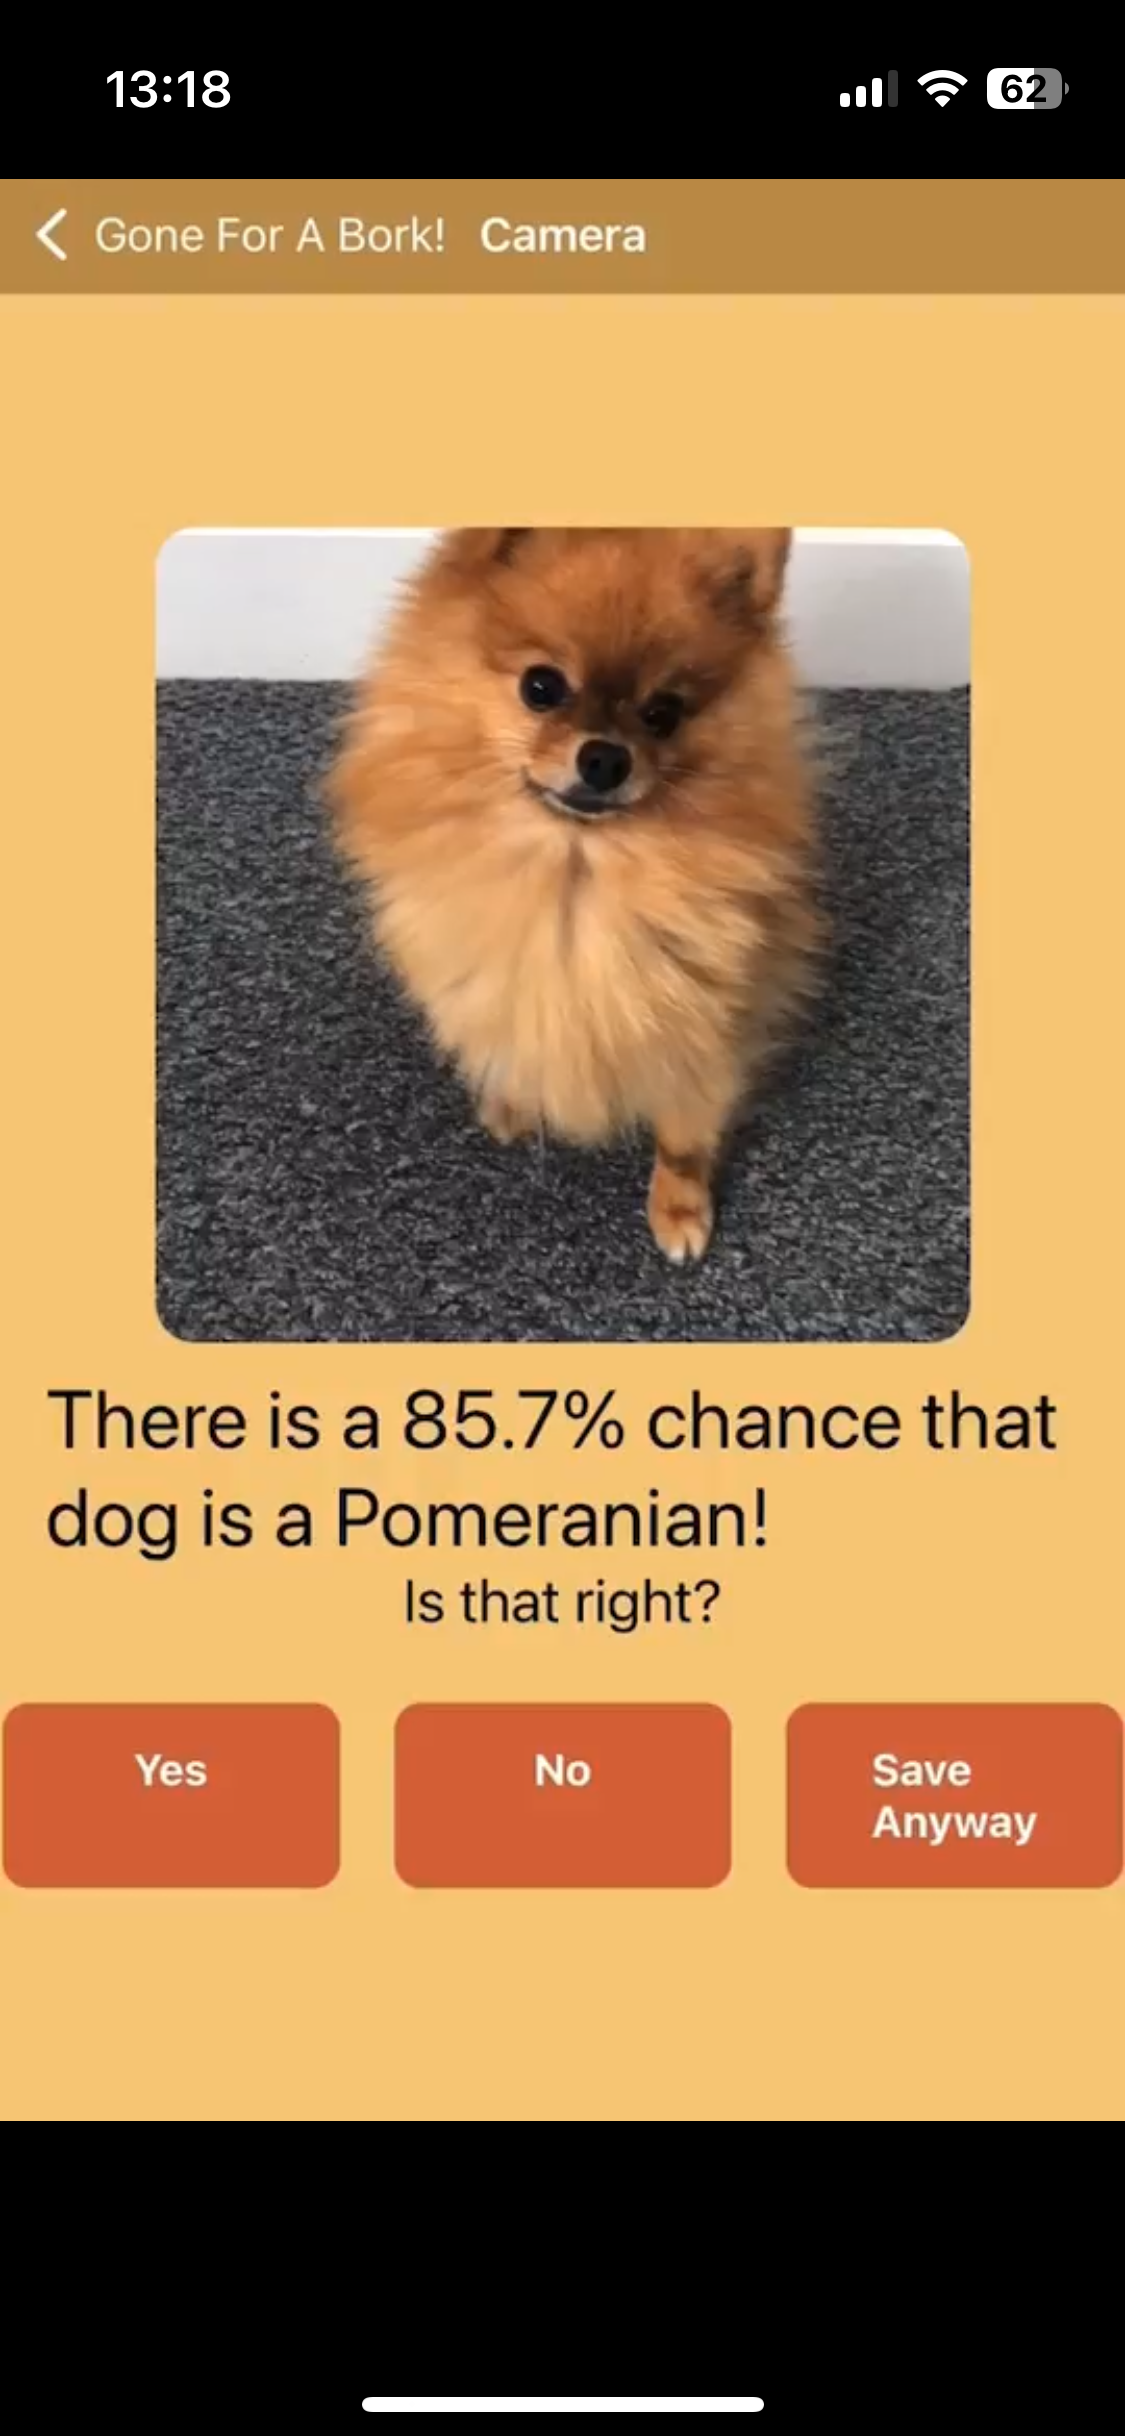 13:18
62
Gone For A Bork! Camera
There is a 85.7% chance that
dog is a Pomeranian!
Is that right?
Yes
No
Save
Anyway